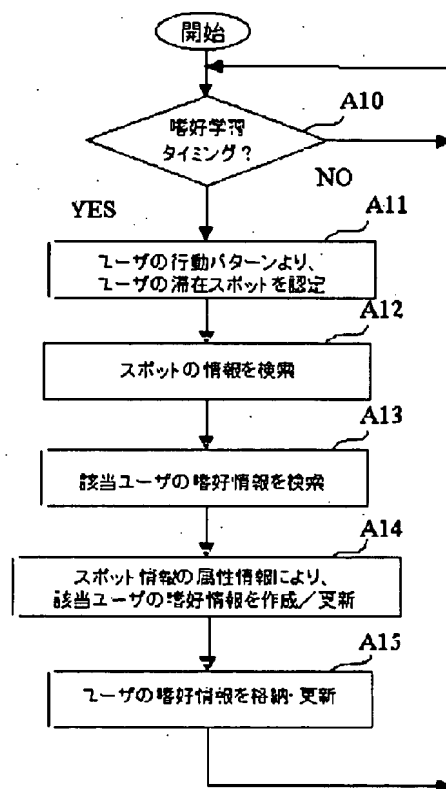 開始
A10
嗜好学習
タイミング?
NO
YES
A11
ユーザの行動パターンより、
ユーザの滞在スポットを認定
A12
スポットの情報を検索
A13
該当ユーザの嗜好情報を検索
A14
スポット情報の属性情報により、
該当ユーザの嗜好情報を作成／更新
A15
ユーザの嗜好情報を格納・更新